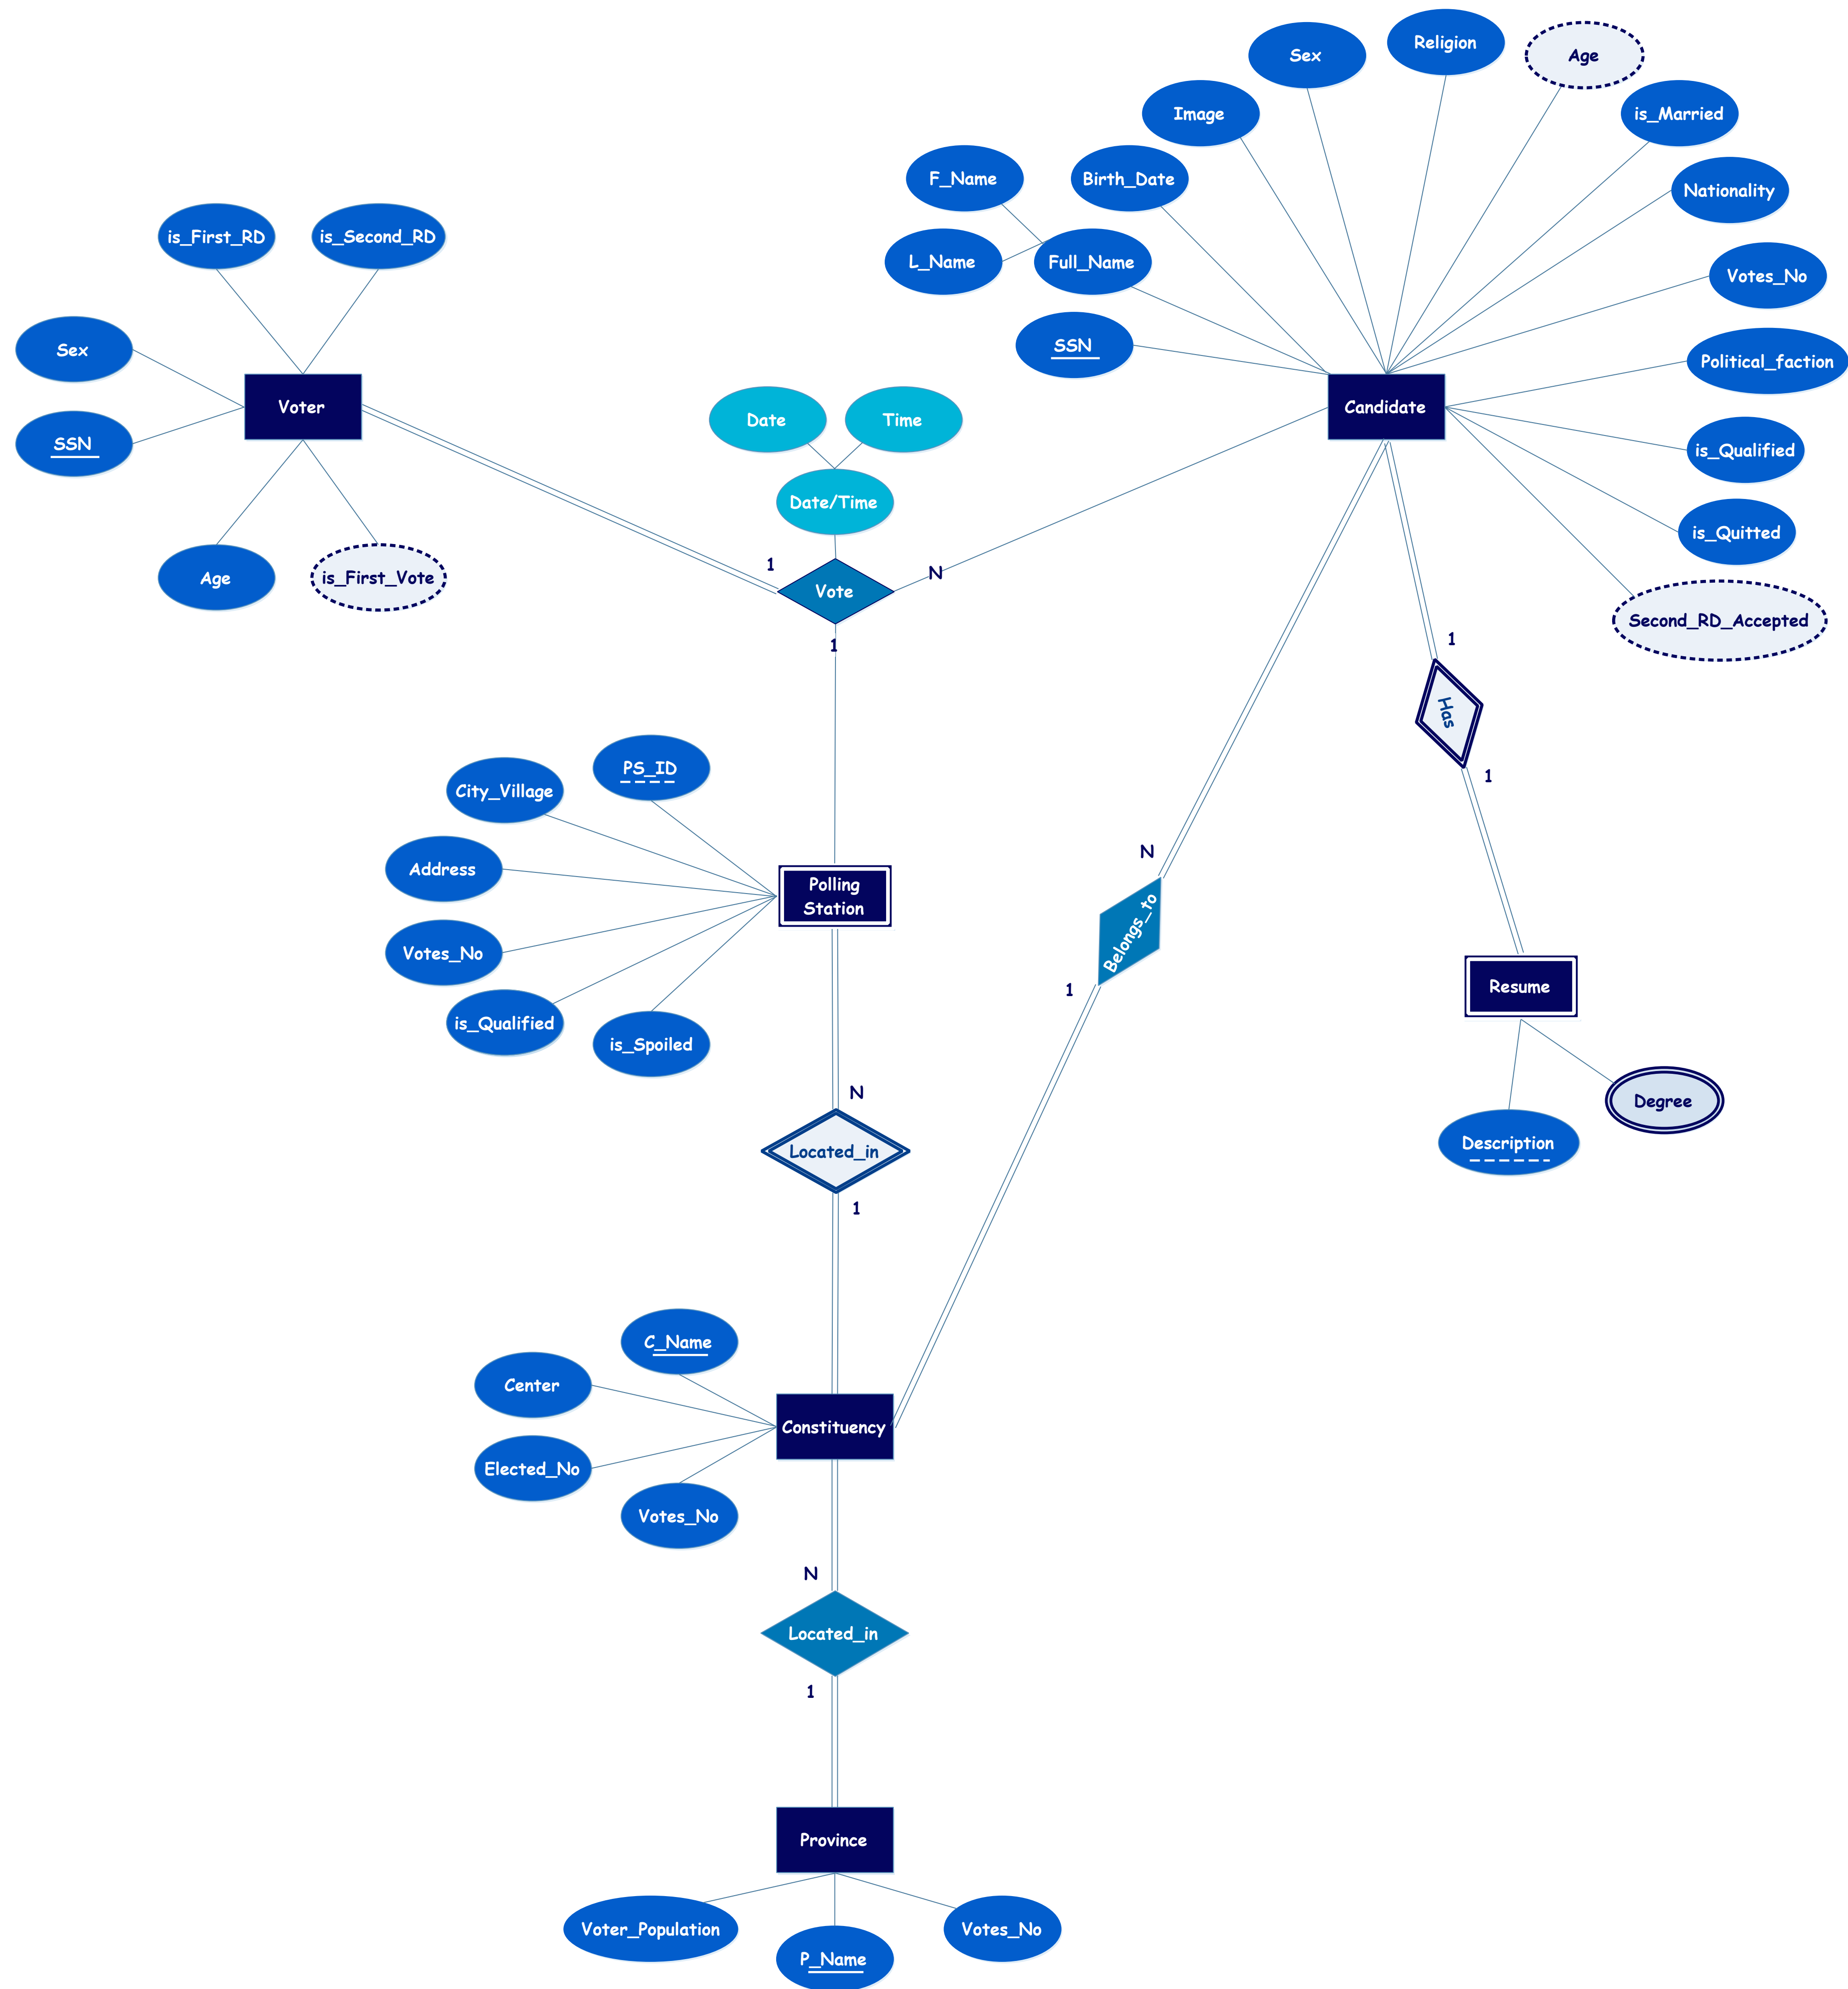 Sex
Religion
Age
Image
is_Married
F_Name
Birth_Date
Nationality
is_First_RD
is_Second_RD
L_Name
Full_Name
Votes_No
Sex
SSN
Political_faction
Voter
Date
Time
Candidate
SSN
is_Qualified
Date/Time
is_Quitted
1
N
Age
is_First_Vote
Vote
Second_RD_Accepted
1
1
Has
PS_ID
1
City_Village
N
Address
Polling
Station
Belongs_to
Votes_No
1
Resume
is_Qualified
is_Spoiled
N
Degree
Located_in
Description
1
C_Name
Center
Constituency
Elected_No
Votes_No
N
Located_in
1
Province
Voter_Population
Votes_No
P_Name